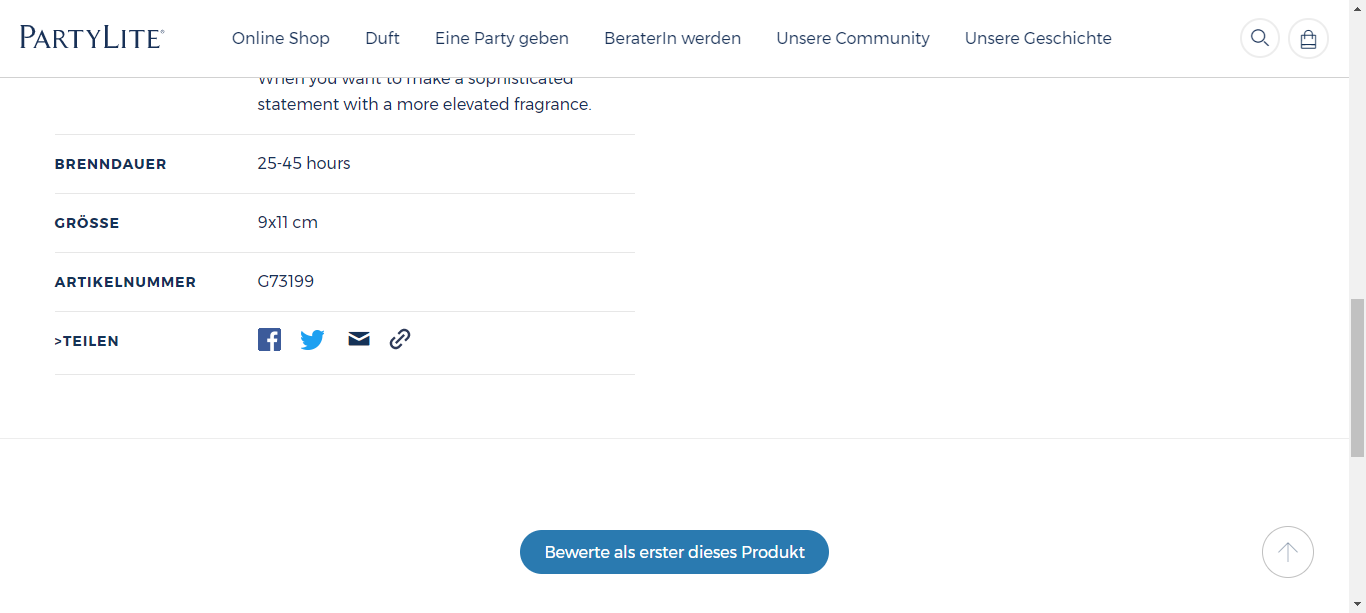 PARTYLITE®
Online Shop
Duft
Eine Party geben
BeraterIn werden
Unsere Community
Unsere Geschichte
When you want to make a sophisticated
statement with a more elevated fragrance.
BRENNDAUER
25-45 hours
GRÖSSE
9x11 cm
ARTIKELNUMMER
G73199
>TEILEN
Bewerte als erster dieses Produkt